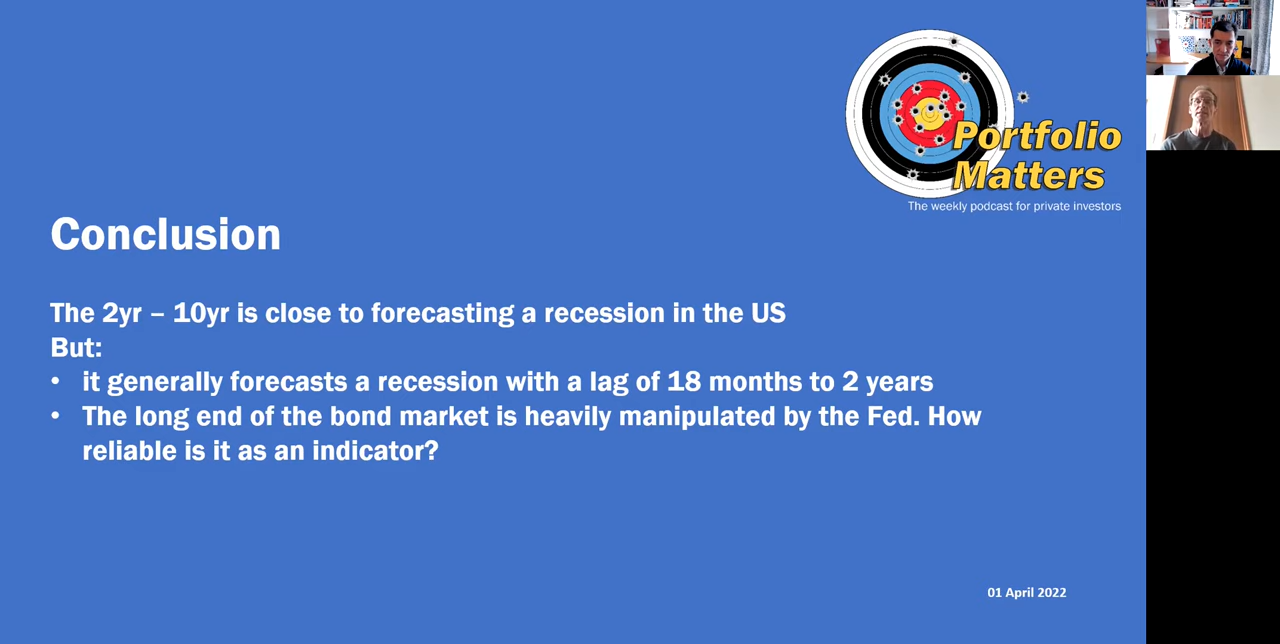 Portfolio
Matters
The weekly podcast for private investors
Conclusion
The 2yr – 10yr is close to forecasting a recession in the US
But:
• it generally forecasts a recession with a lag of 18 months to 2 years
• The long end of the bond market is heavily manipulated by the Fed. How
reliable is it as an indicator?
01 April 2022